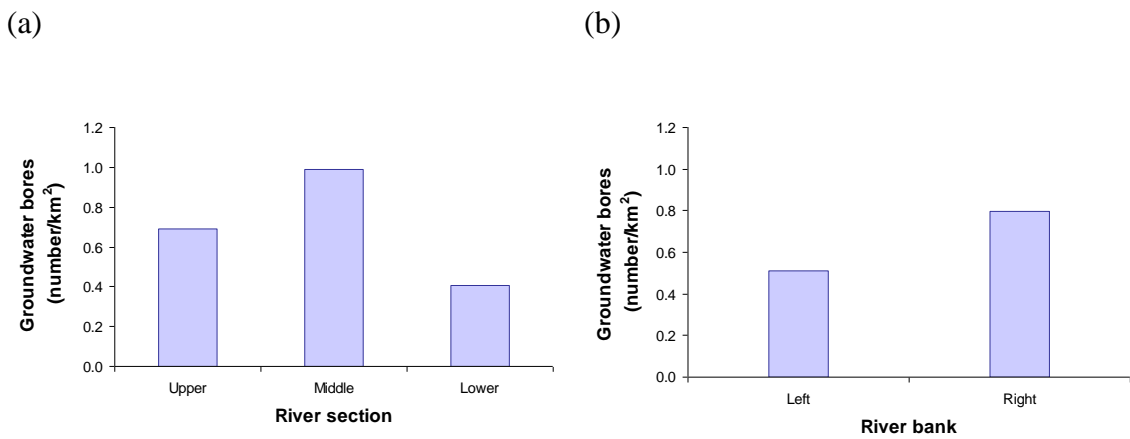 (a)
Groundwater bores
(number/km²)
1.2
1.0
0.8
0.6
0.4
0.2
0.0
Upper Middle Lower
River section
(b)
Groundwater bores
(number/km²)
1.2
1.0
0.8
0.6
0.4
0.2
0.0
Left Right
River bank